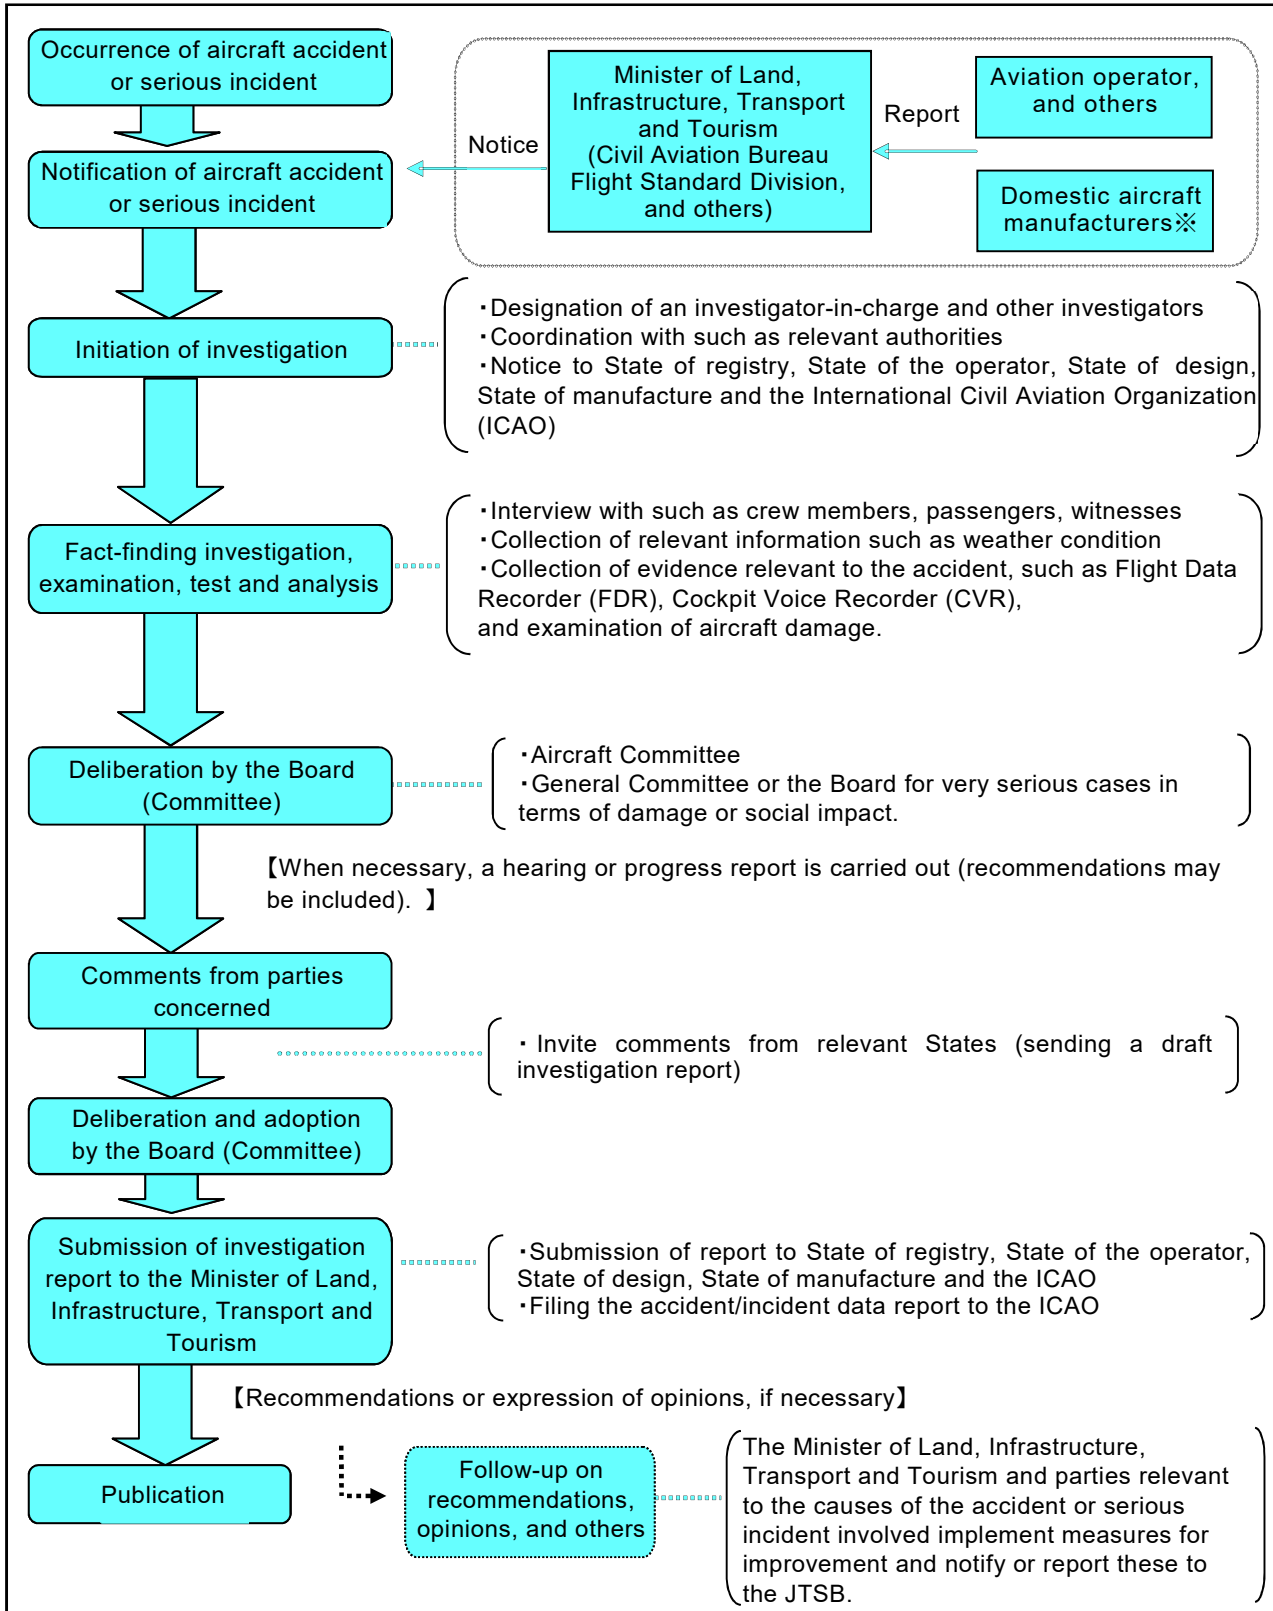 Occurrence of aircraft accident
or serious incident
Minister of Land,
Infrastructure, Transport
and Tourism
(Civil Aviation Bureau
Flight Standard Division,
and others)
Aviation operator,
and others
Report
Notice
Notification of aircraft accident
or serious incident
Domestic aircraft
manufacturers※
Initiation of investigation
・Designation of an investigator-in-charge and other investigators
・Coordination with such as relevant authorities
・Notice to State of registry, State of the operator, State of design,
State of manufacture and the International Civil Aviation Organization
(ICAO)
Fact-finding investigation,
examination, test and analysis
・Interview with such as crew members, passengers, witnesses
・Collection of relevant information such as weather condition
・Collection of evidence relevant to the accident, such as Flight Data
Recorder (FDR), Cockpit Voice Recorder (CVR),
and examination of aircraft damage.
Deliberation by the Board
(Committee)
・Aircraft Committee
・General Committee or the Board for very serious cases in
terms of damage or social impact.
【When necessary, a hearing or progress report is carried out (recommendations may
be included). 】
Comments from parties
concerned
・Invite comments from relevant States (sending a draft
investigation report)
Deliberation and adoption
by the Board (Committee)
Submission of investigation
report to the Minister of Land,
Infrastructure, Transport and
Tourism
・Submission of report to State of registry, State of the operator,
State of design, State of manufacture and the ICAO
・Filing the accident/incident data report to the ICAO
【Recommendations or expression of opinions, if necessary】
Publication
Follow-up on
recommendations,
opinions, and others
The Minister of Land, Infrastructure,
Transport and Tourism and parties relevant
to the causes of the accident or serious
incident involved implement measures for
improvement and notify or report these to
the JTSB.